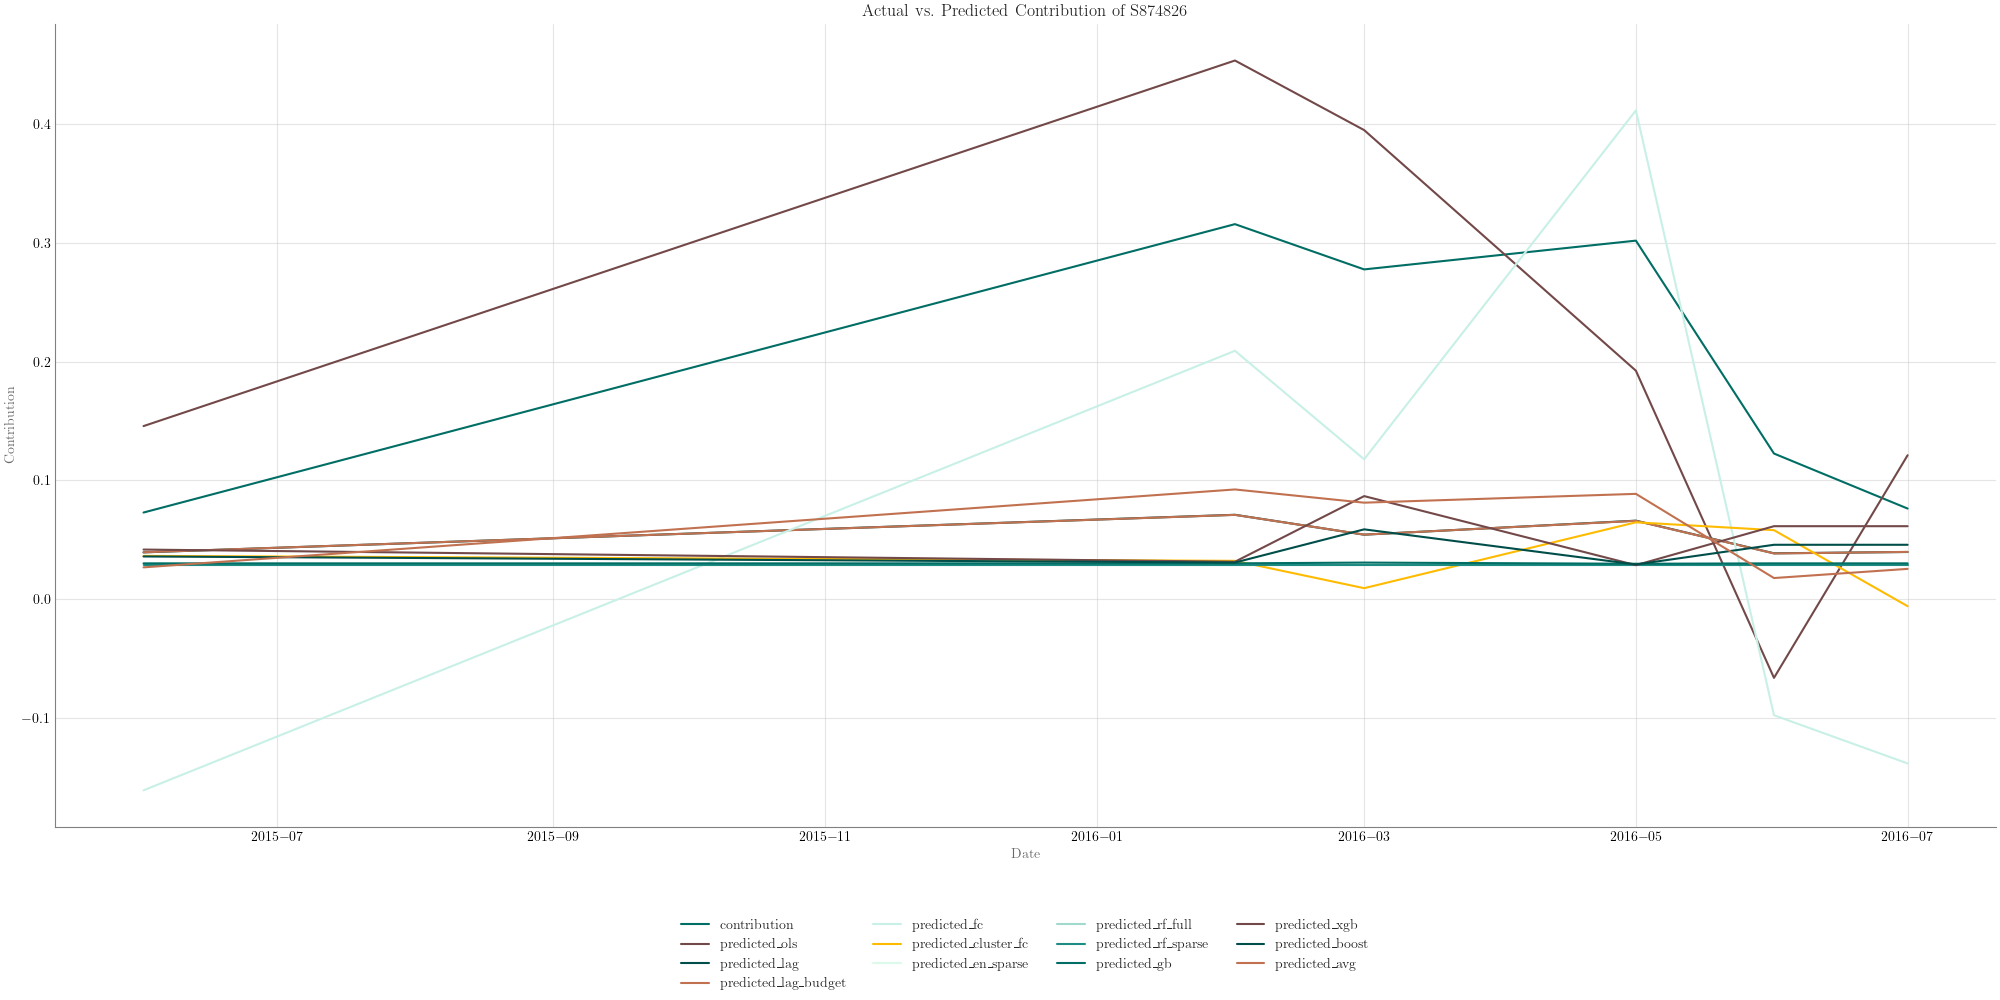 Actual vs. Predicted Contribution of S874826
Contribution
0.4
0.3
0.2
0.1
0.0
−0.1
2015−07
2015−09
2015−11
2016−01
2016−03
2016−05
2016−07
Date
contribution
predicted_ols
predicted_lag
predicted_lag_budget
predicted_fc
predicted_cluster_fc
predicted_en_sparse
predicted_rf_full
predicted_rf_sparse
predicted_gb
predicted_xgb
predicted_boost
predicted_avg